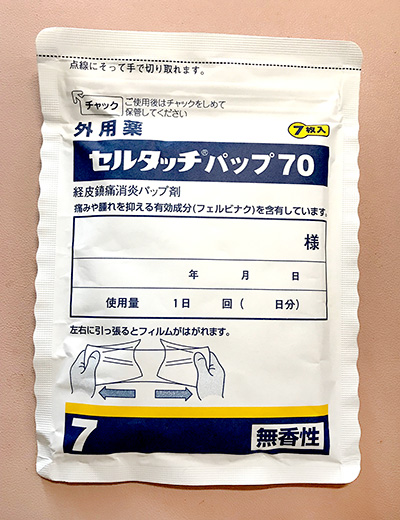 点線にそって手で切り取れます。
チャック
ご使用後はチャックをしめて
保管してください
外用薬
7枚入
セルタッチ®パップ70
経皮鎮痛消炎パップ剤
痛みや腫れを抑える有効成分(フェルビナク)を含有しています。
様
年 月 日
使用量 1日 回( 日分)
左右に引っ張るとフィルムがはがれます。
7
無香性